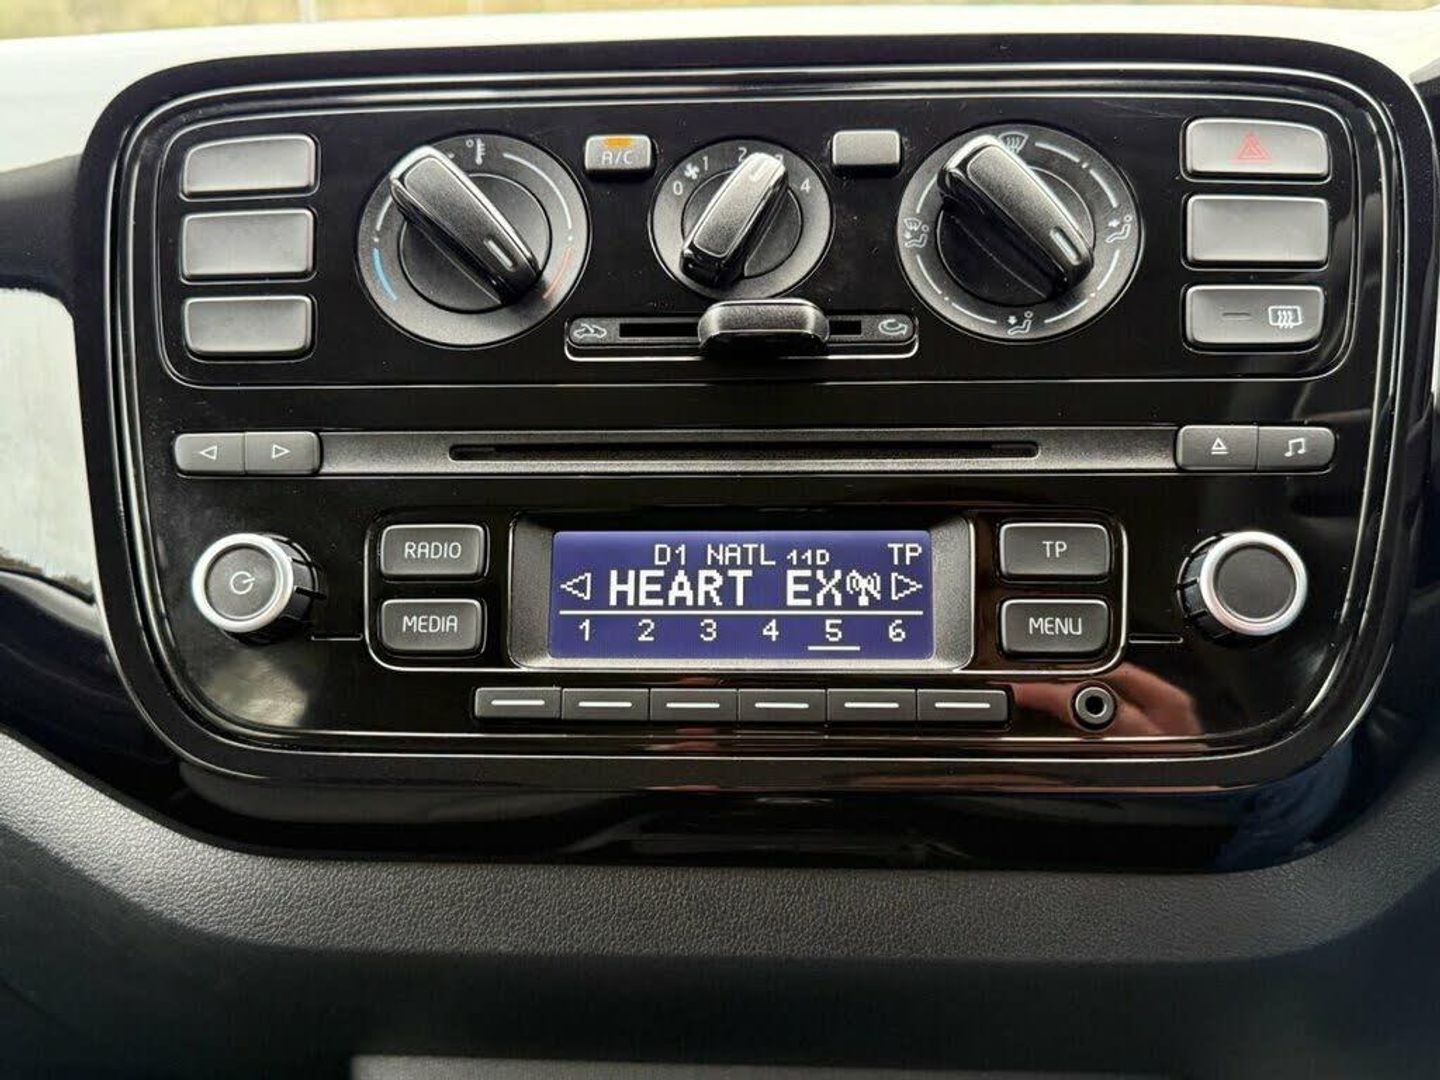 A/C
0 1 2 3 4
RADIO
D1 NATL 11D TP
TP
HEART EX
MEDIA
1 2 3 4 5 6
MENU